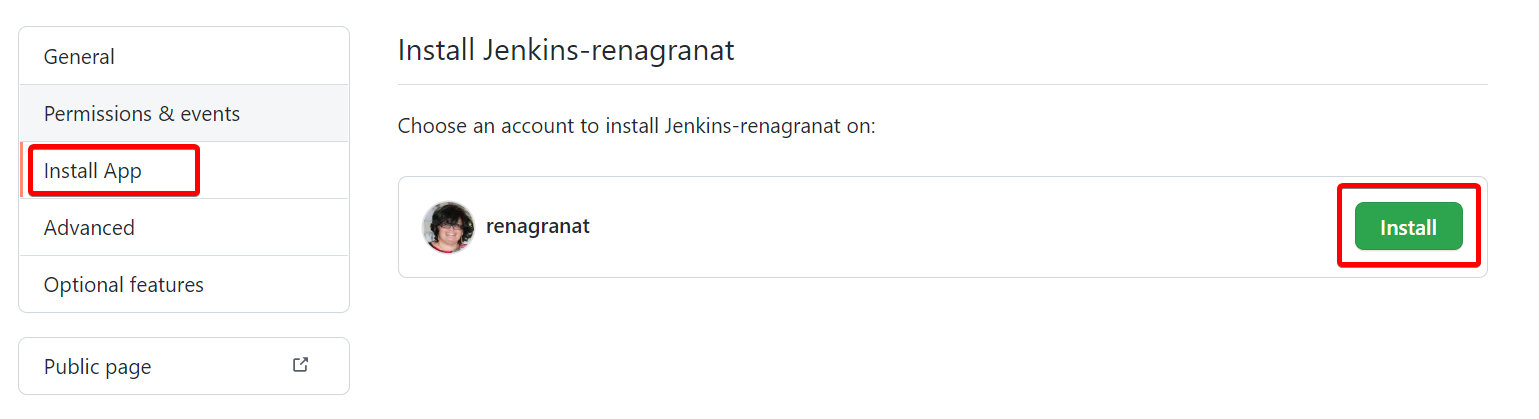 General
Permissions & events
Install App
Advanced
Optional features
Public page
Install Jenkins-renagranat
Choose an account to install Jenkins-renagranat on:
renagranat
Install